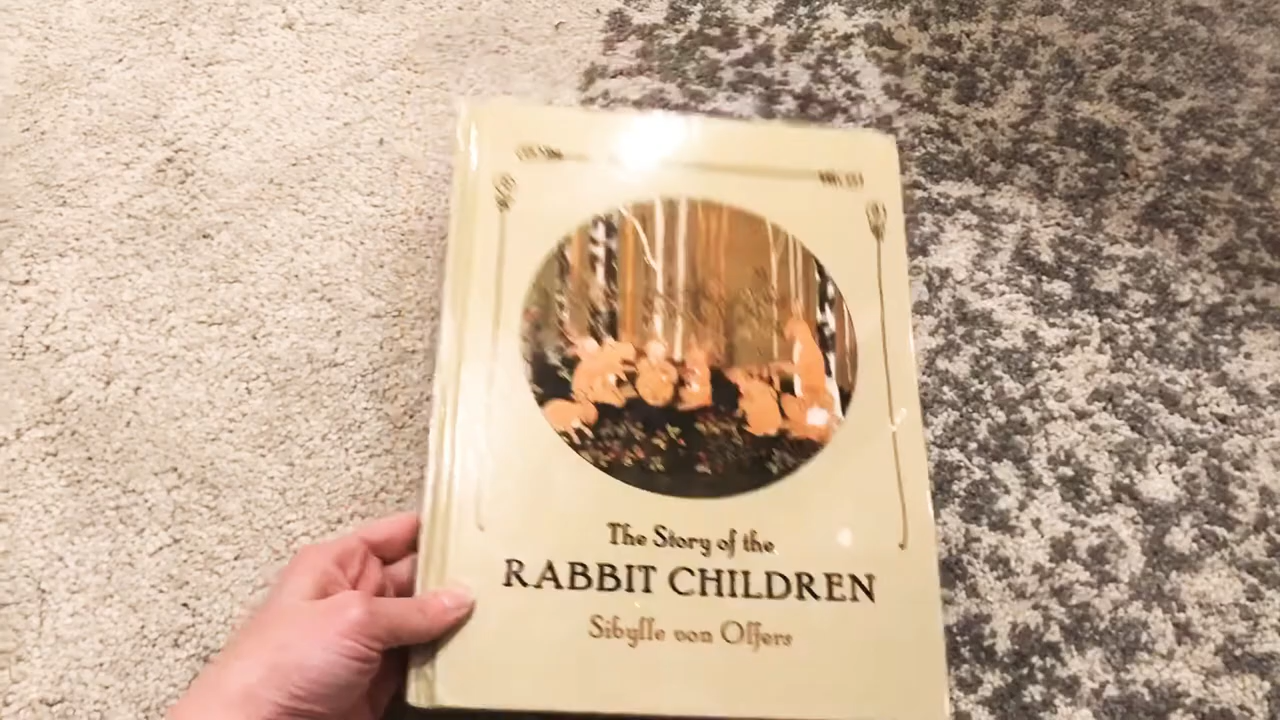 The Story of the
RABBIT CHILDREN
Sibylle von Olfers